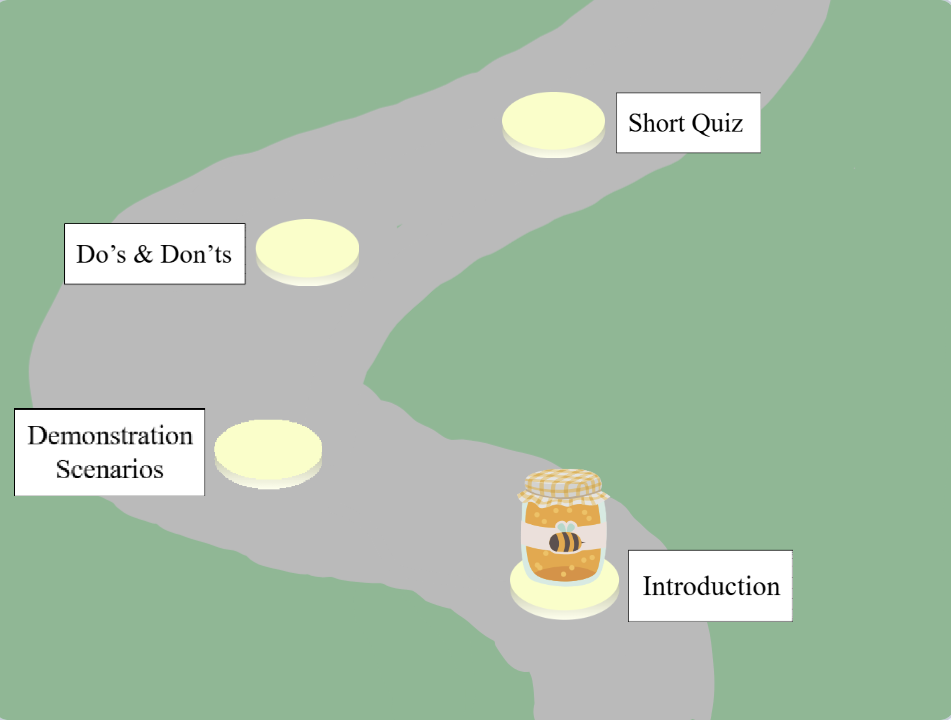 Short Quiz
Do’s & Don’ts
Demonstration
Scenarios
Introduction